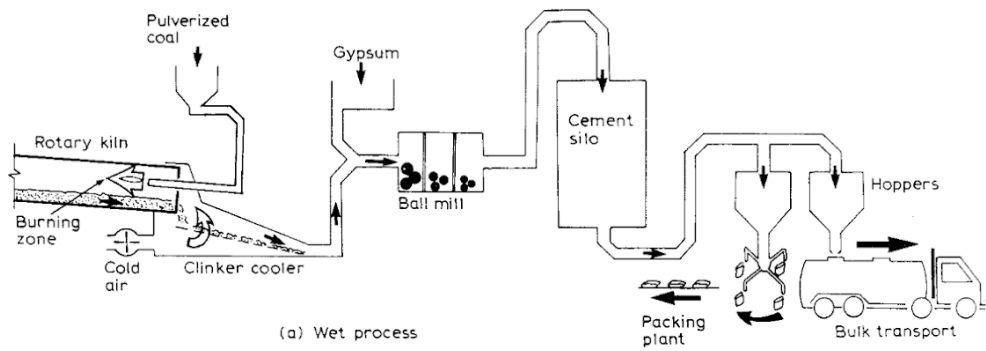 Pulverized
coal
Gypsum
Rotary kiln
Cement
silo
Hoppers
Ball mill
Burning
zone
Cold
air
Clinker cooler
Packing
plant
Bulk transport
(a) Wet process